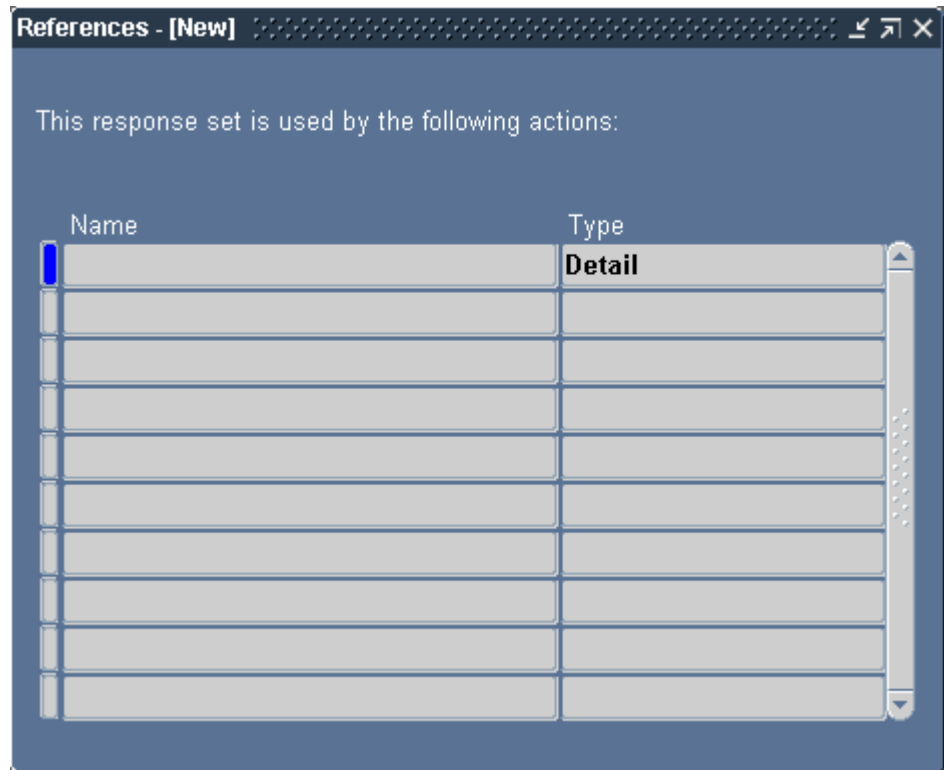 References - [New]
This response set is used by the following actions:
Name Type
Detail